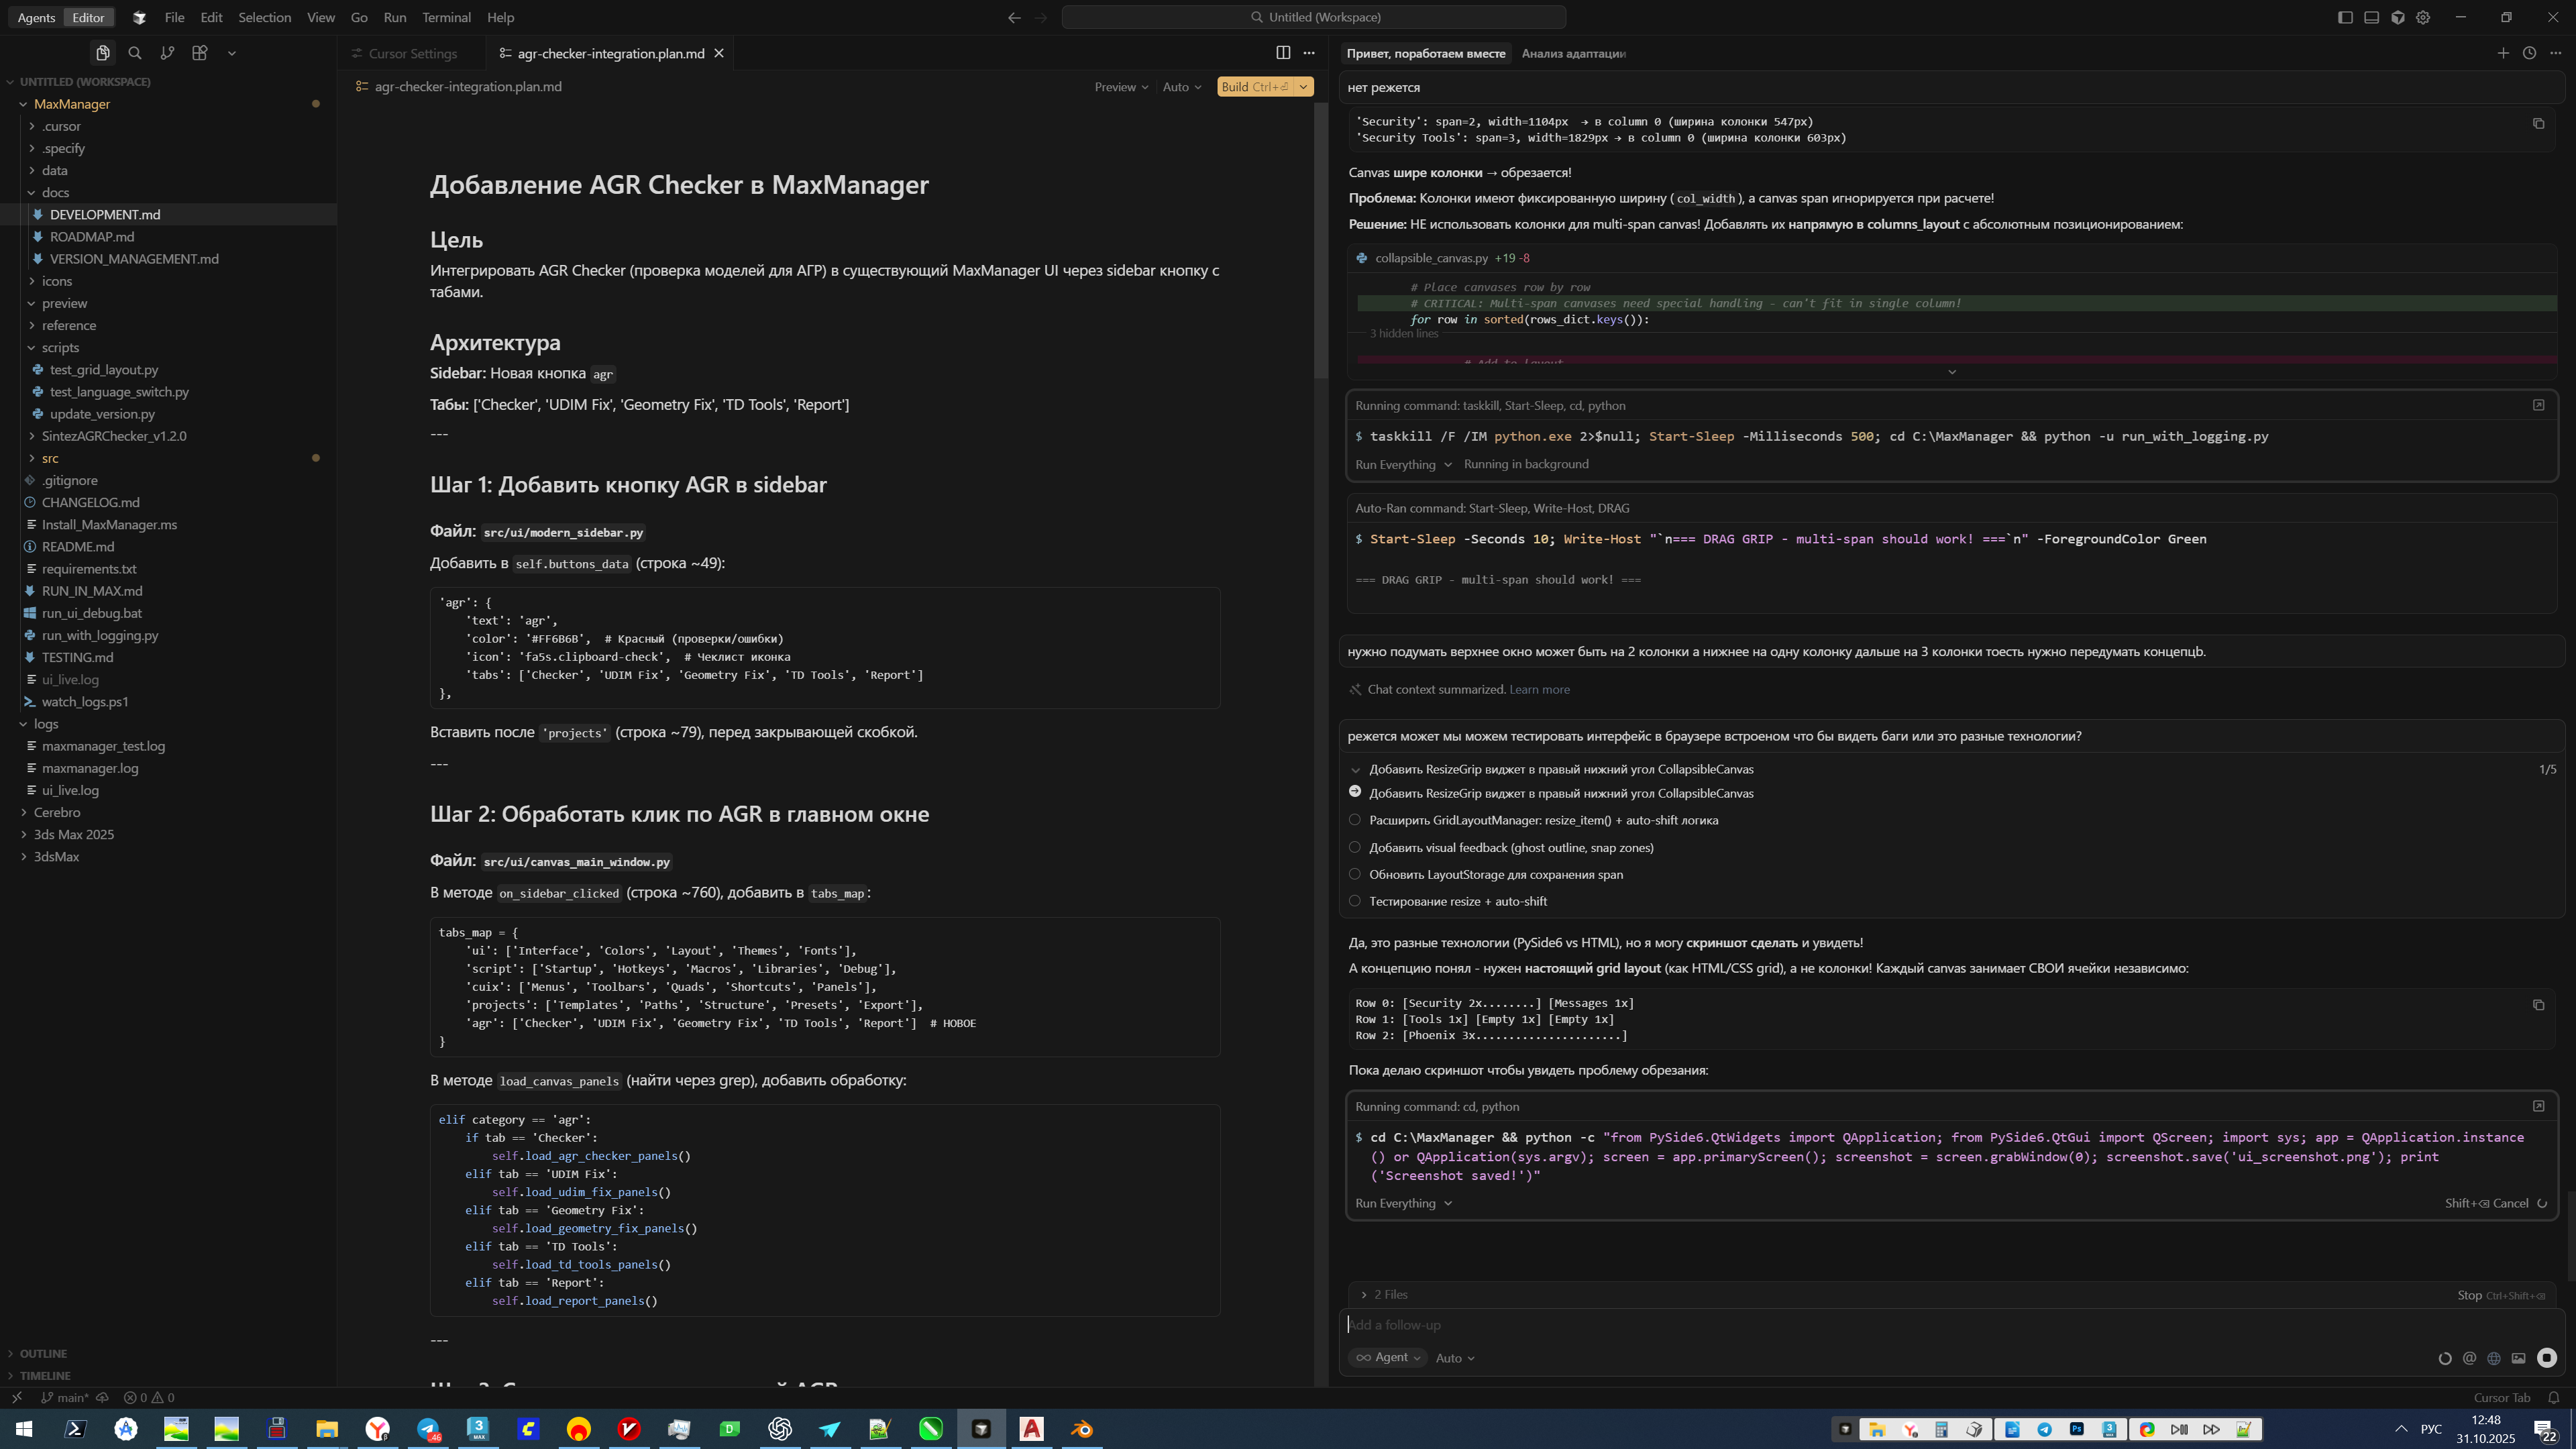 Agents Editor File Edit Selection View Go Run Terminal Help
Untitled (Workspace)
UNTITLED (WORKSPACE)
MaxManager
.cursor
.specify
data
docs
DEVELOPMENT.md
ROADMAP.md
VERSION_MANAGEMENT.md
icons
preview
reference
scripts
test_grid_layout.py
test_language_switch.py
update_version.py
SintezAGRChecker_v1.2.0
src
.gitignore
CHANGELOG.md
Install_MaxManager.ms
README.md
requirements.txt
RUN_IN_MAX.md
run_ui_debug.bat
run_with_logging.py
TESTING.md
ui_live.log
watch_logs.ps1
logs
maxmanager_test.log
maxmanager.log
ui_live.log
Cerebro
3ds Max 2025
3dsMax
OUTLINE
TIMELINE
Cursor Settings
agr-checker-integration.plan.md
agr-checker-integration.plan.md
Preview Auto Build Ctrl+⏎
Добавление AGR Checker в MaxManager
Цель
Интегрировать AGR Checker (проверка моделей для АГР) в существующий MaxManager UI через sidebar кнопку с
табами.
Архитектура
Sidebar: Новая кнопка agr
Табы: ['Checker', 'UDIM Fix', 'Geometry Fix', 'TD Tools', 'Report']
---
Шаг 1: Добавить кнопку AGR в sidebar
Файл: src/ui/modern_sidebar.py
Добавить в self.buttons_data (строка ~49):
'agr': {
'text': 'agr',
'color': '#FF6B6B', # Красный (проверки/ошибки)
'icon': 'fa5s.clipboard-check', # Чеклист иконка
'tabs': ['Checker', 'UDIM Fix', 'Geometry Fix', 'TD Tools', 'Report']
},
Вставить после 'projects' (строка ~79), перед закрывающей скобкой.
---
Шаг 2: Обработать клик по AGR в главном окне
Файл: src/ui/canvas_main_window.py
В методе on_sidebar_clicked (строка ~760), добавить в tabs_map:
tabs_map = {
'ui': ['Interface', 'Colors', 'Layout', 'Themes', 'Fonts'],
'script': ['Startup', 'Hotkeys', 'Macros', 'Libraries', 'Debug'],
'cuix': ['Menus', 'Toolbars', 'Quads', 'Shortcuts', 'Panels'],
'projects': ['Templates', 'Paths', 'Structure', 'Presets', 'Export'],
'agr': ['Checker', 'UDIM Fix', 'Geometry Fix', 'TD Tools', 'Report'] # НОВОЕ
}
В методе load_canvas_panels (найти через grep), добавить обработку:
elif category == 'agr':
if tab == 'Checker':
self.load_agr_checker_panels()
elif tab == 'UDIM Fix':
self.load_udim_fix_panels()
elif tab == 'Geometry Fix':
self.load_geometry_fix_panels()
elif tab == 'TD Tools':
self.load_td_tools_panels()
elif tab == 'Report':
self.load_report_panels()
---
Привет, поработаем вместе Анализ адаптации
нет режется
'Security': span=2, width=1104px → в column 0 (ширина колонки 547px)
'Security Tools': span=3, width=1829px → в column 0 (ширина колонки 603px)
Canvas шире колонки → обрезается!
Проблема: Колонки имеют фиксированную ширину (col_width), а canvas span игнорируется при расчете!
Решение: НЕ использовать колонки для multi-span canvas! Добавлять их напрямую в columns_layout с абсолютным позиционированием:
collapsible_canvas.py +19 -8
# Place canvases row by row
# CRITICAL: Multi-span canvases need special handling - can't fit in single column!
for row in sorted(rows_dict.keys()):
3 hidden lines
# Add to layout
Running command: taskkill, Start-Sleep, cd, python
$ taskkill /F /IM python.exe 2>$null; Start-Sleep -Milliseconds 500; cd C:\MaxManager && python -u run_with_logging.py
Run Everything Running in background
Auto-Ran command: Start-Sleep, Write-Host, DRAG
$ Start-Sleep -Seconds 10; Write-Host "`n=== DRAG GRIP - multi-span should work! ===`n" -ForegroundColor Green
=== DRAG GRIP - multi-span should work! ===
нужно подумать верхнее окно может быть на 2 колонки а нижнее на одну колонку дальше на 3 колонки тоесть нужно передумать концепцb.
Chat context summarized. Learn more
режется может мы можем тестировать интерфейс в браузере встроеном что бы видеть баги или это разные технологии?
Добавить ResizeGrip виджет в правый нижний угол CollapsibleCanvas 1/5
Добавить ResizeGrip виджет в правый нижний угол CollapsibleCanvas
Расширить GridLayoutManager: resize_item() + auto-shift логика
Добавить visual feedback (ghost outline, snap zones)
Обновить LayoutStorage для сохранения span
Тестирование resize + auto-shift
Да, это разные технологии (PySide6 vs HTML), но я могу скриншот сделать и увидеть!
А концепцию понял - нужен настоящий grid layout (как HTML/CSS grid), а не колонки! Каждый canvas занимает СВОИ ячейки независимо:
Row 0: [Security 2x........] [Messages 1x]
Row 1: [Tools 1x] [Empty 1x] [Empty 1x]
Row 2: [Phoenix 3x......................]
Пока делаю скриншот чтобы увидеть проблему обрезания:
Running command: cd, python
$ cd C:\MaxManager && python -c "from PySide6.QtWidgets import QApplication; from PySide6.QtGui import QScreen; import sys; app = QApplication.instance
() or QApplication(sys.argv); screen = app.primaryScreen(); screenshot = screen.grabWindow(0); screenshot.save('ui_screenshot.png'); print
('Screenshot saved!')"
Run Everything Shift+⌫ Cancel
2 Files Stop Ctrl+Shift+⌫
Add a follow-up
Agent Auto
main* 0 0 Cursor Tab
РУС 12:48
31.10.2025
22